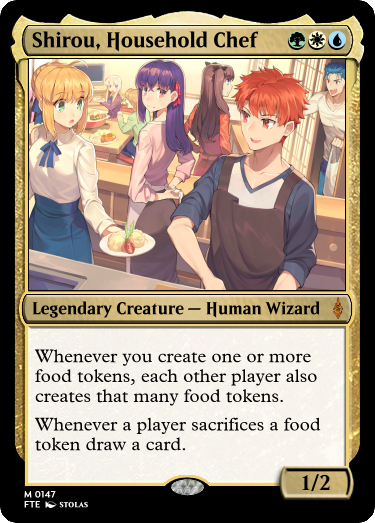 Shirou, Household Chef
Legendary Creature — Human Wizard
Whenever you create one or more
food tokens, each other player also
creates that many food tokens.
Whenever a player sacrifices a food
token draw a card.
1/2
M 0147
FTE STOLAS